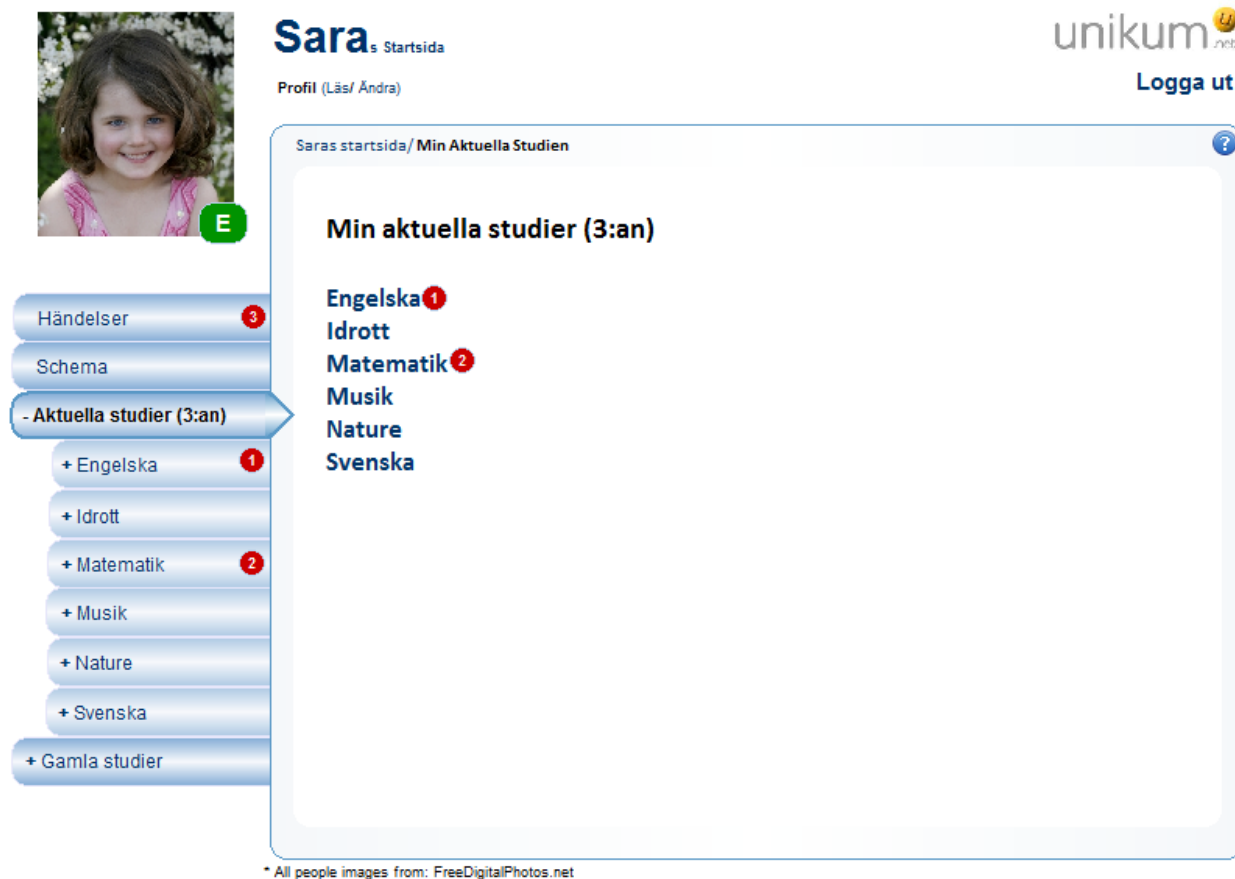 Saras Startsida
unikum
.net
Profil (Läs/ Ändra)
Logga ut
E
Saras startsida/ Min Aktuella Studien
?
Min aktuella studier (3:an)
Engelska 1
Idrott
Matematik 2
Musik
Nature
Svenska
Händelser 3
Schema
- Aktuella studier (3:an)
+ Engelska 1
+ Idrott
+ Matematik 2
+ Musik
+ Nature
+ Svenska
+ Gamla studier
* All people images from: FreeDigitalPhotos.net